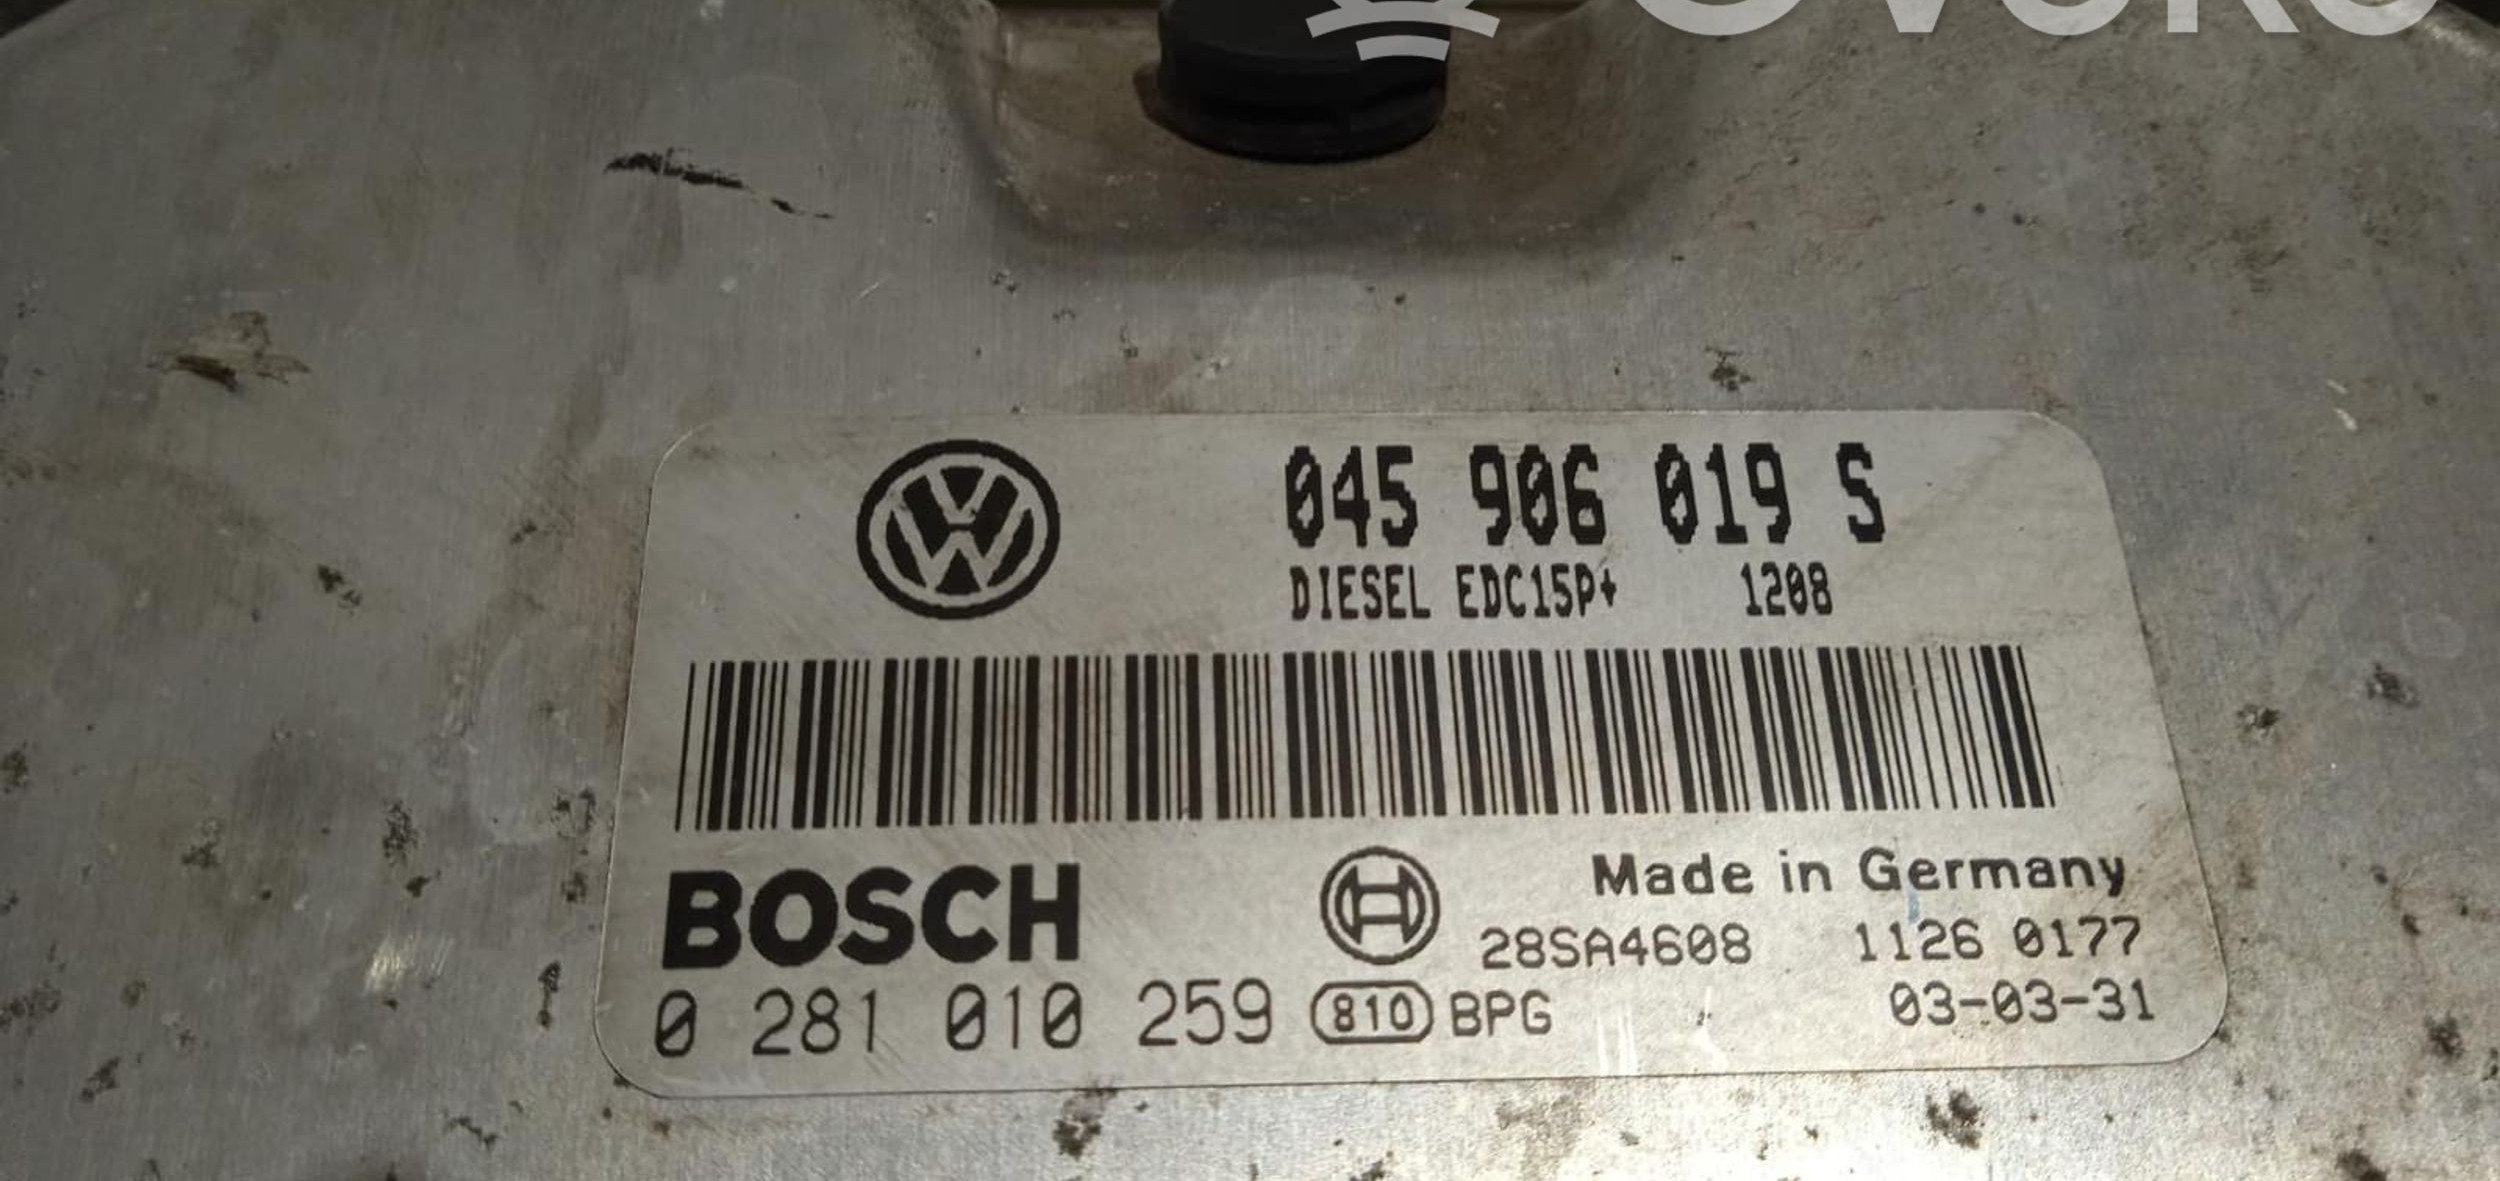 045 906 019 S
DIESEL EDC15P+ 1208
BOSCH
Made in Germany
28SA4608 1126 0177
0 281 010 259 810 BPG 03-03-31